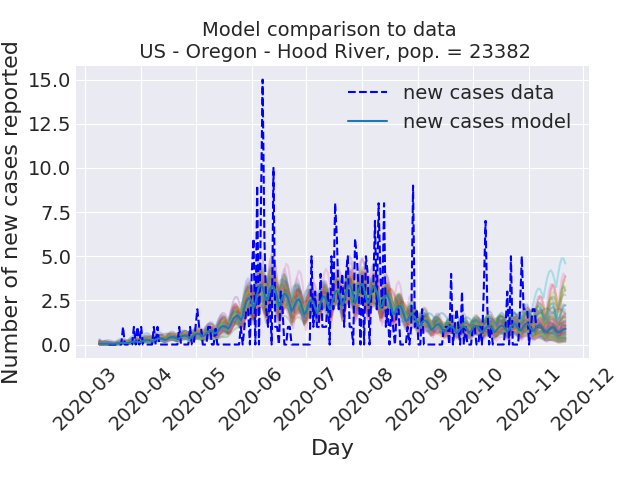 Model comparison to data
US - Oregon - Hood River, pop. = 23382
Number of new cases reported
15.0
12.5
10.0
7.5
5.0
2.5
0.0
new cases data
new cases model
2020-03
2020-04
2020-05
2020-06
2020-07
2020-08
2020-09
2020-10
2020-11
2020-12
Day